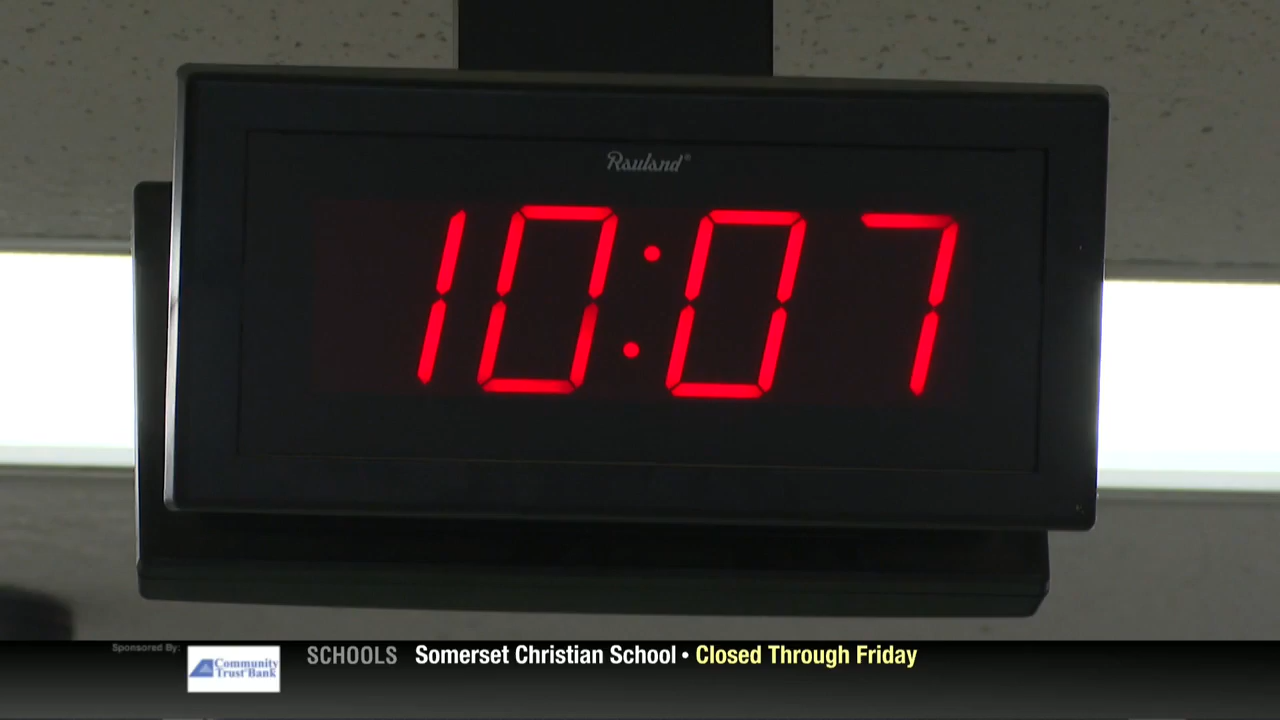 Rauland®
10:07
Sponsored By:
Community
Trust Bank
SCHOOLS Somerset Christian School • Closed Through Friday